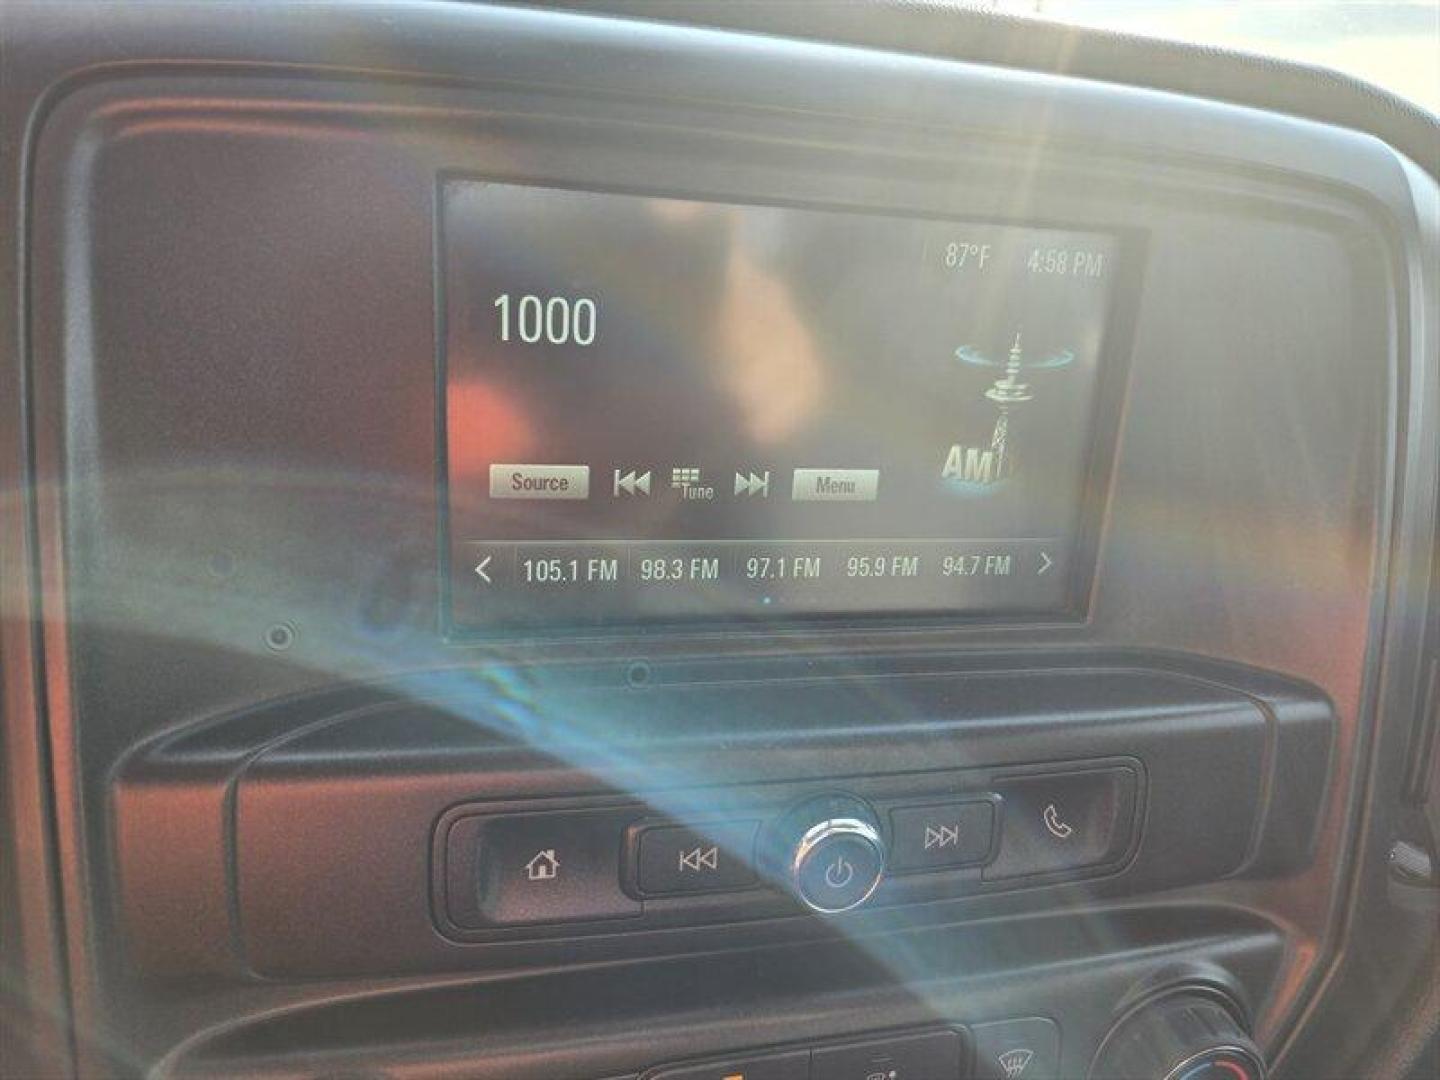 87°F 4:58 PM
1000
AM
Source Tune Menu
105.1 FM 98.3 FM 97.1 FM 95.9 FM 94.7 FM